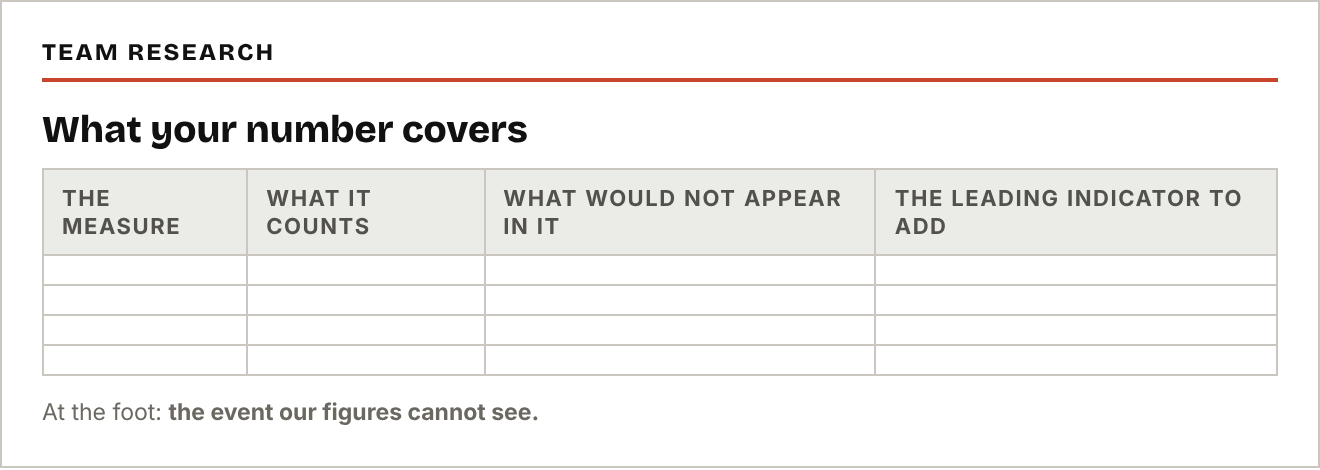 TEAM RESEARCH
What your number covers
THE MEASURE
WHAT IT COUNTS
WHAT WOULD NOT APPEAR IN IT
THE LEADING INDICATOR TO ADD
At the foot: the event our figures cannot see.